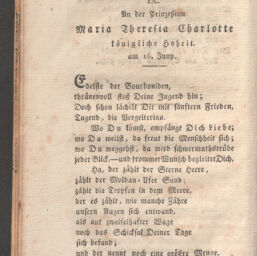 IX.
An der Prinzeßinn
Maria Theresia Charlotte
königliche Hoheit.
am 16. Juny.
Edelste der Bourboniden,
thränenvoll floß Deine Jugend hin;
Doch schon lächelt Dir mit sanftem Frieden,
Tugend, die Vergelterinn.
Wo Du kömst, empfängt Dich Liebe;
wo Du weilst, da freut die Menschheit sich;
wo Du weggehst, da wird schwermuthstrübe
jeder Blick,—und frommer Wunsch begleitet Dich.
Ha, der zählt der Sterne Heere,
zählt der Moldau-Ufer Sand;
zählt die Tropfen in dem Meere,
der es zählt, wie manche Zähre
unsern Augen sich entwand,
als auf zweifelhafter Wage
noch das Schicksal Deiner Tage
sich befand;
und der nennt noch eine größre Menge,